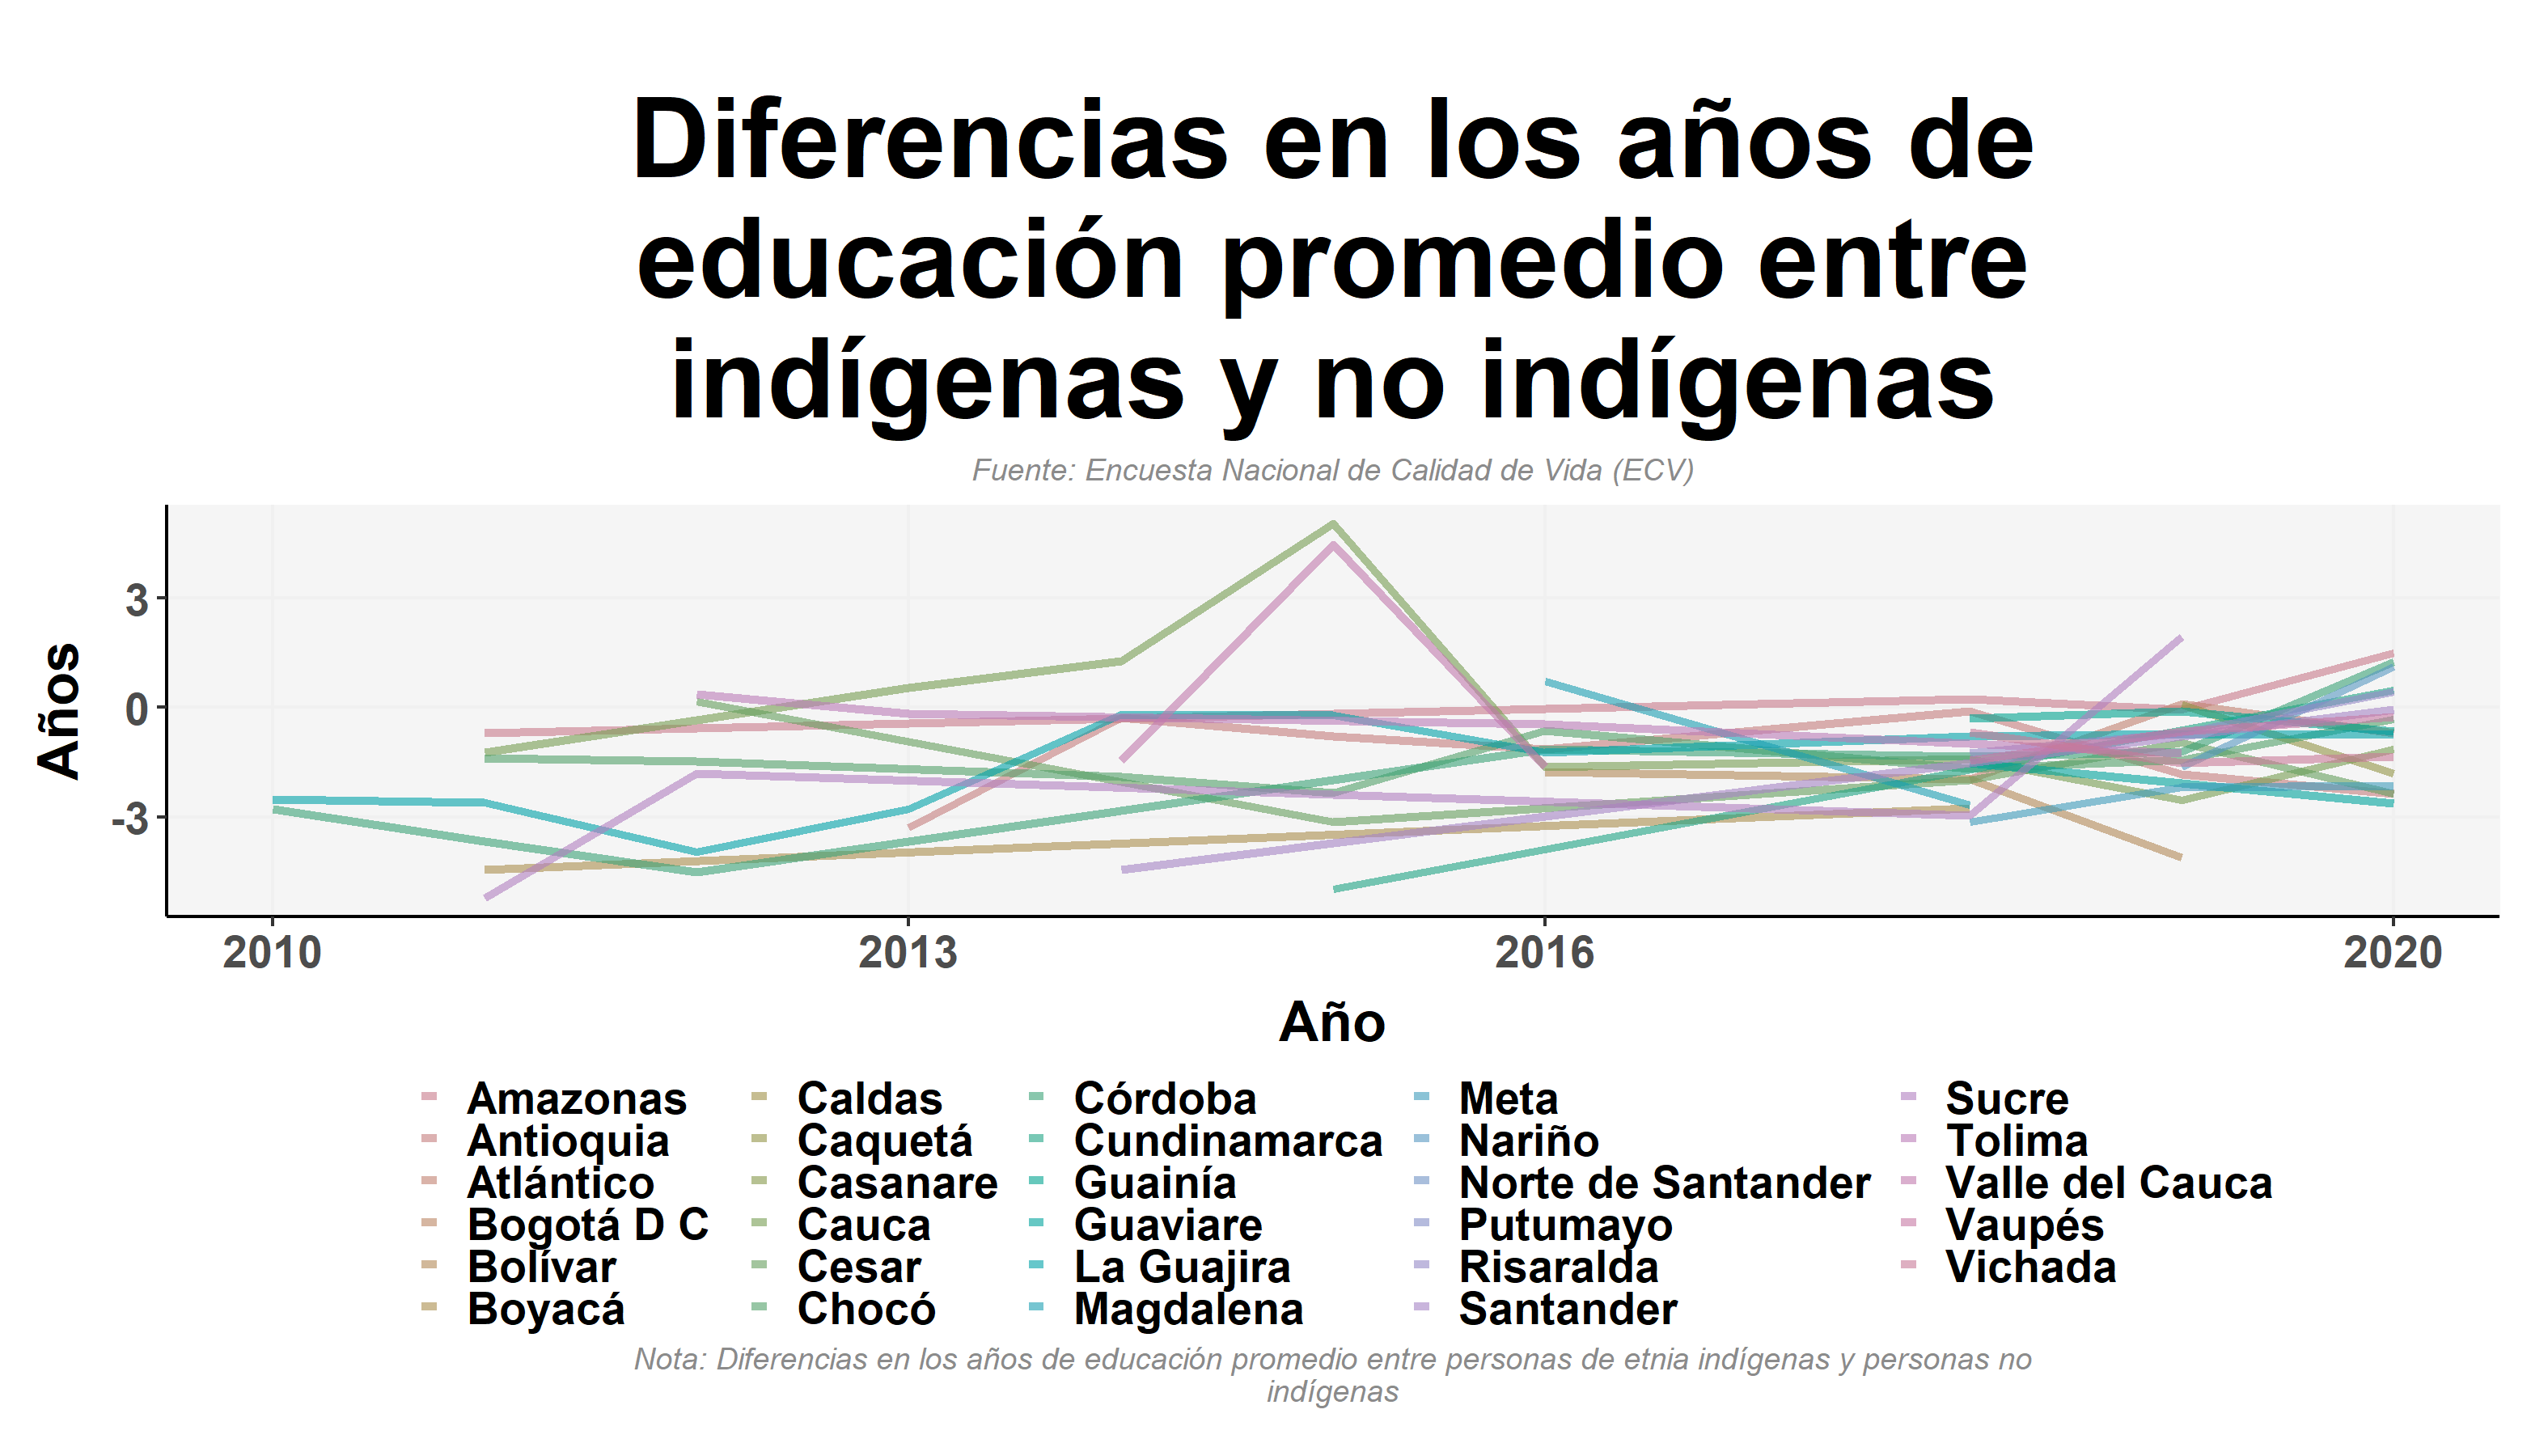 Diferencias en los años de
educación promedio entre
indígenas y no indígenas
Fuente: Encuesta Nacional de Calidad de Vida (ECV)
Años
3
0
-3
2010 2013 2016 2020
Año
Amazonas Caldas Córdoba Meta Sucre
Antioquia Caquetá Cundinamarca Nariño Tolima
Atlántico Casanare Guainía Norte de Santander Valle del Cauca
Bogotá D C Cauca Guaviare Putumayo Vaupés
Bolívar Cesar La Guajira Risaralda Vichada
Boyacá Chocó Magdalena Santander
Nota: Diferencias en los años de educación promedio entre personas de etnia indígenas y personas no
indígenas